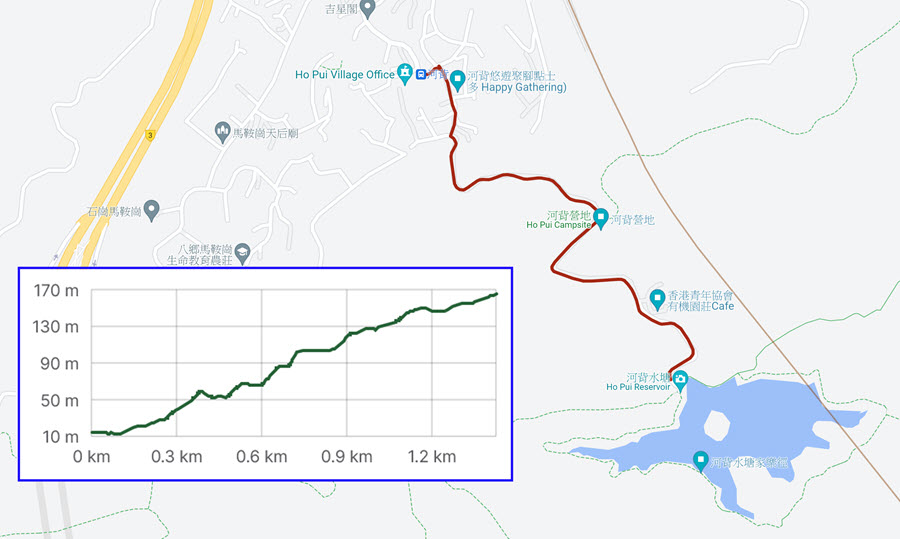 吉星閣
Ho Pui Village Office
河背
河背悠遊聚腳點士
多 Happy Gathering)
3
馬鞍崗天后廟
石崗馬鞍崗
八鄉馬鞍崗
生命教育農莊
河背營地
Ho Pui Campsite
河背營地
香港青年協會
有機園莊Cafe
河背水塘
Ho Pui Reservoir
河背水塘家樂徑
170 m
130 m
90 m
50 m
10 m
0 km
0.3 km
0.6 km
0.9 km
1.2 km